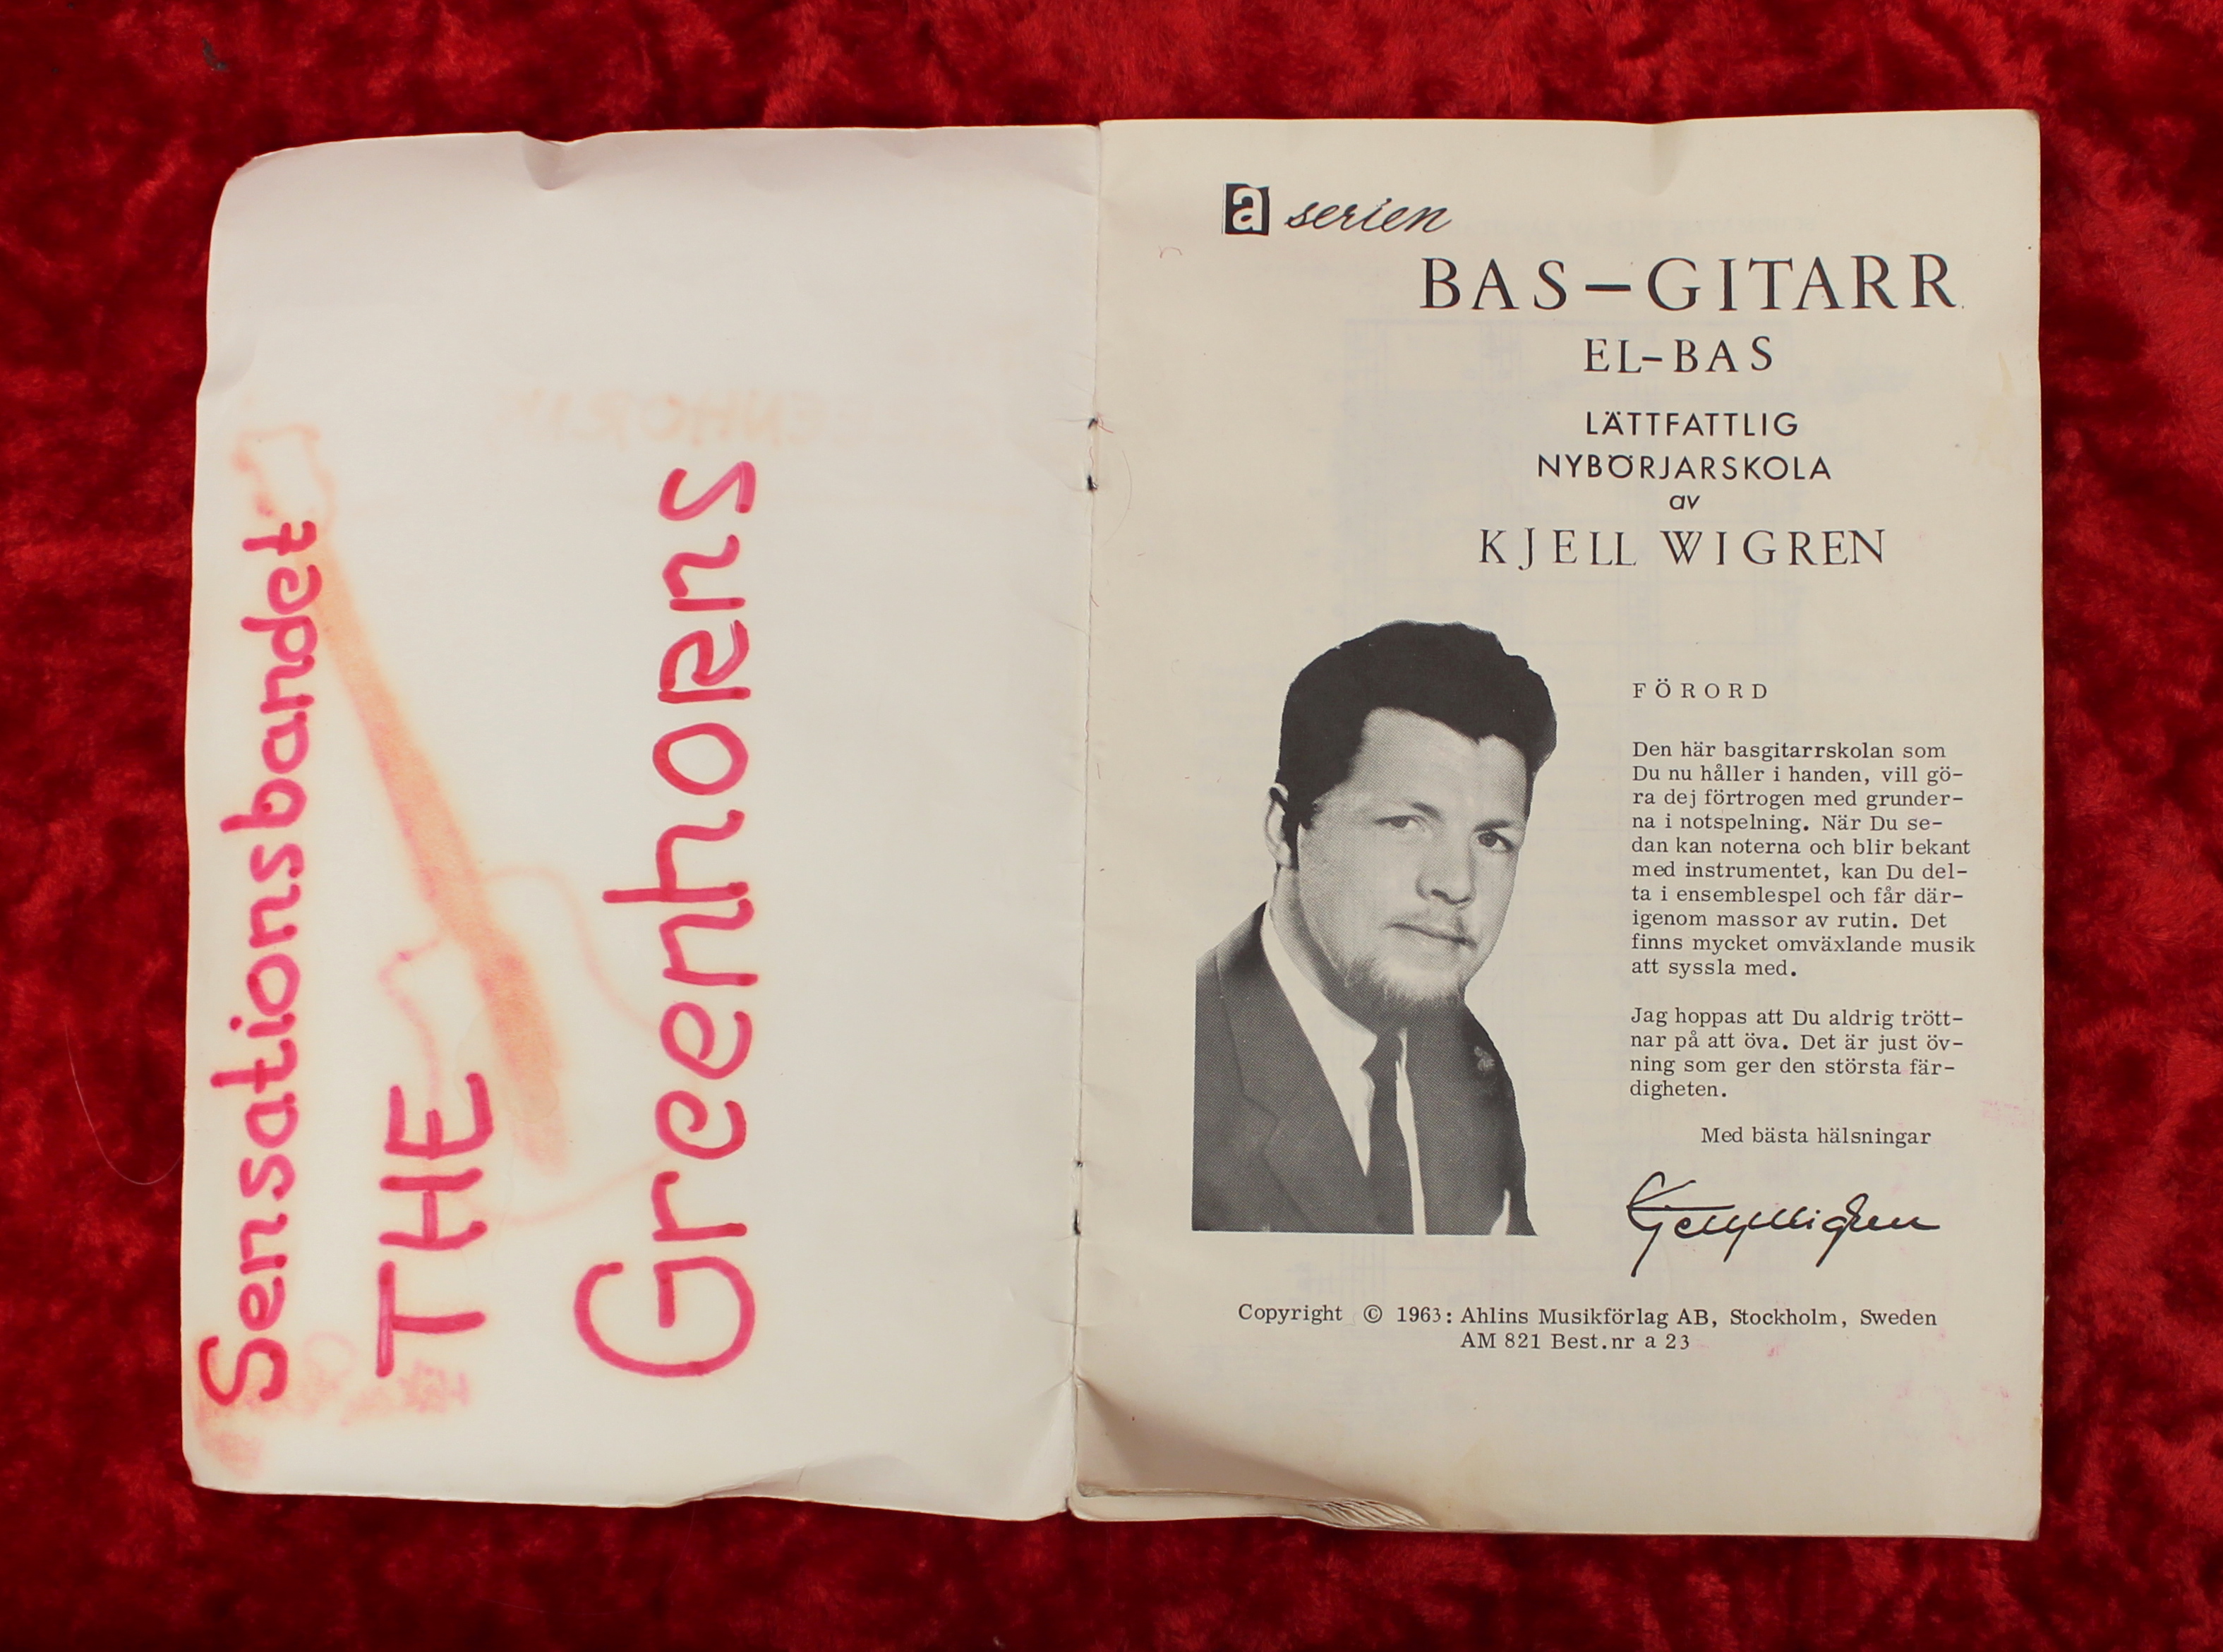 Sensationsbandet
THE
Greenhorns
a serien
BAS-GITARR
EL-BAS
LÄTTFATTLIG
NYBÖRJARSKOLA
av
KJELL WIGREN
FÖRORD
Den här basgitarrskolan som
Du nu håller i handen, vill gö-
ra dej förtrogen med grunder-
na i notspelning. När Du se-
dan kan noterna och blir bekant
med instrumentet, kan Du del-
ta i ensemblespel och får där-
igenom massor av rutin. Det
finns mycket omväxlande musik
att syssla med.
Jag hoppas att Du aldrig trött-
nar på att öva. Det är just öv-
ning som ger den största fär-
digheten.
Med bästa hälsningar
Kjell Wigren
Copyright © 1963: Ahlins Musikförlag AB, Stockholm, Sweden
AM 821 Best.nr a 23